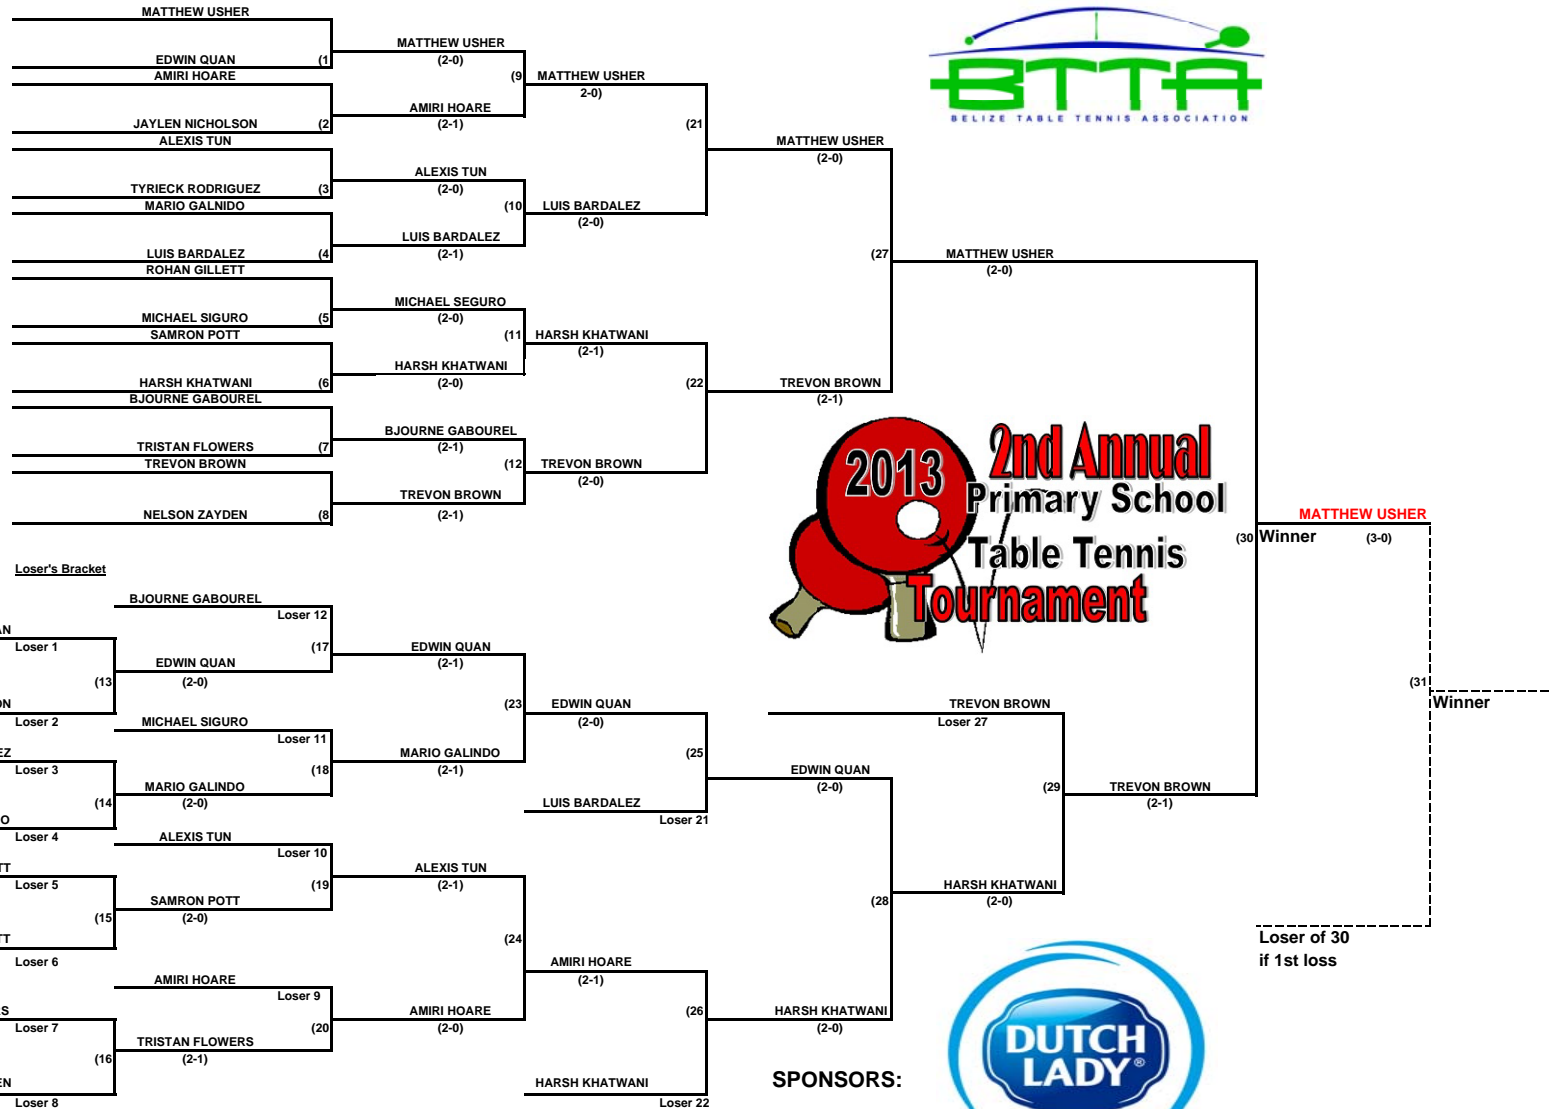 MATTHEW USHER
EDWIN QUAN (1
AMIRI HOARE
JAYLEN NICHOLSON (2
ALEXIS TUN
TYRIECK RODRIGUEZ (3
MARIO GALNIDO
LUIS BARDALEZ (4
ROHAN GILLETT
MICHAEL SIGURO (5
SAMRON POTT
HARSH KHATWANI (6
BJOURNE GABOUREL
TRISTAN FLOWERS (7
TREVON BROWN
NELSON ZAYDEN (8
MATTHEW USHER
(2-0)
(9
AMIRI HOARE
(2-1)
ALEXIS TUN
(2-0)
(10
LUIS BARDALEZ
(2-1)
MICHAEL SEGURO
(2-0)
(11
HARSH KHATWANI
(2-0)
BJOURNE GABOUREL
(2-1)
(12
TREVON BROWN
(2-1)
MATTHEW USHER
2-0)
(21
LUIS BARDALEZ
(2-0)
HARSH KHATWANI
(2-1)
(22
TREVON BROWN
(2-0)
MATTHEW USHER
(2-0)
(27
TREVON BROWN
(2-1)
MATTHEW USHER
(2-0)
BTTA
BELIZE TABLE TENNIS ASSOCIATION
2013
2nd Annual
Primary School
Table Tennis
Tournament
MATTHEW USHER
(30 Winner (3-0)
(31
Winner
Loser of 30
if 1st loss
Loser's Bracket
BJOURNE GABOUREL
Loser 12
AN
Loser 1
(17
EDWIN QUAN
(13
(2-0)
ON
Loser 2
MICHAEL SIGURO
Loser 11
EZ
Loser 3
(18
MARIO GALINDO
(14
(2-0)
O
Loser 4
ALEXIS TUN
Loser 10
TT
Loser 5
(19
SAMRON POTT
(15
(2-0)
TT
Loser 6
AMIRI HOARE
Loser 9
RS
Loser 7
(20
TRISTAN FLOWERS
(16
(2-1)
EN
Loser 8
EDWIN QUAN
(2-1)
(23
MARIO GALINDO
(2-1)
ALEXIS TUN
(2-1)
(24
AMIRI HOARE
(2-0)
EDWIN QUAN
(2-0)
(25
LUIS BARDALEZ
Loser 21
AMIRI HOARE
(2-1)
(26
HARSH KHATWANI
Loser 22
TREVON BROWN
Loser 27
EDWIN QUAN
(2-0)
(29
(28
HARSH KHATWANI
(2-0)
HARSH KHATWANI
(2-0)
TREVON BROWN
(2-1)
SPONSORS:
DUTCH
LADY®